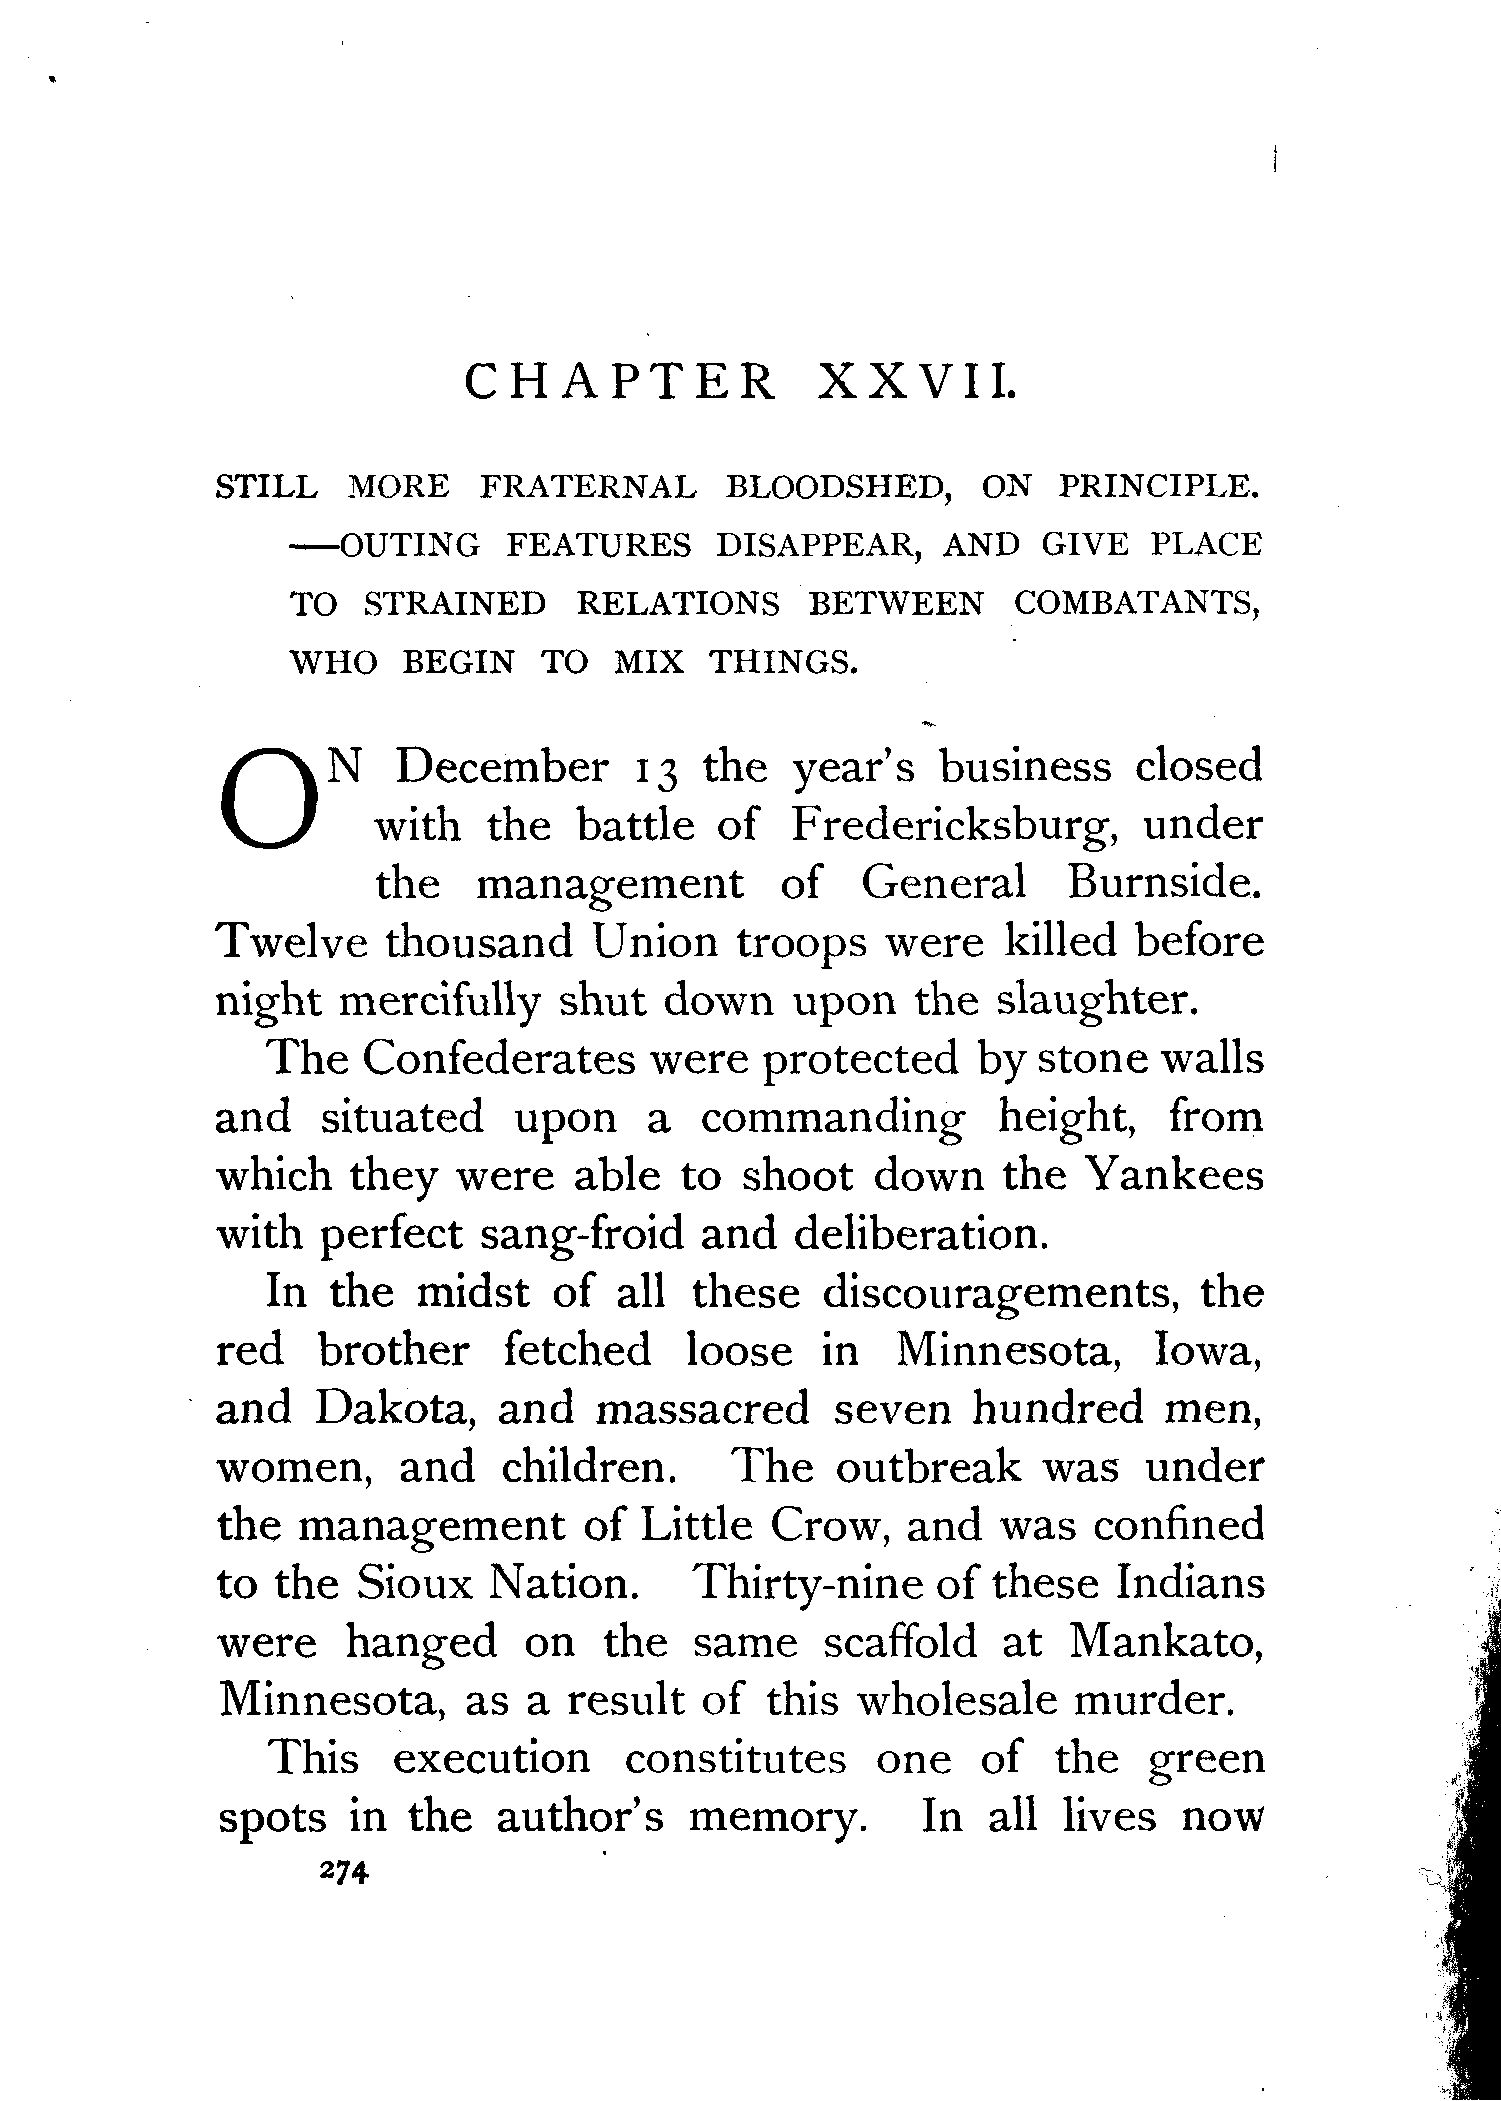 CHAPTER XXVII.
STILL MORE FRATERNAL BLOODSHED, ON PRINCIPLE.
—OUTING FEATURES DISAPPEAR, AND GIVE PLACE
TO STRAINED RELATIONS BETWEEN COMBATANTS,
WHO BEGIN TO MIX THINGS.
ON December 13 the year's business closed
with the battle of Fredericksburg, under
the management of General Burnside.
Twelve thousand Union troops were killed before
night mercifully shut down upon the slaughter.
The Confederates were protected by stone walls
and situated upon a commanding height, from
which they were able to shoot down the Yankees
with perfect sang-froid and deliberation.
In the midst of all these discouragements, the
red brother fetched loose in Minnesota, Iowa,
and Dakota, and massacred seven hundred men,
women, and children. The outbreak was under
the management of Little Crow, and was confined
to the Sioux Nation. Thirty-nine of these Indians
were hanged on the same scaffold at Mankato,
Minnesota, as a result of this wholesale murder.
This execution constitutes one of the green
spots in the author's memory. In all lives now
274